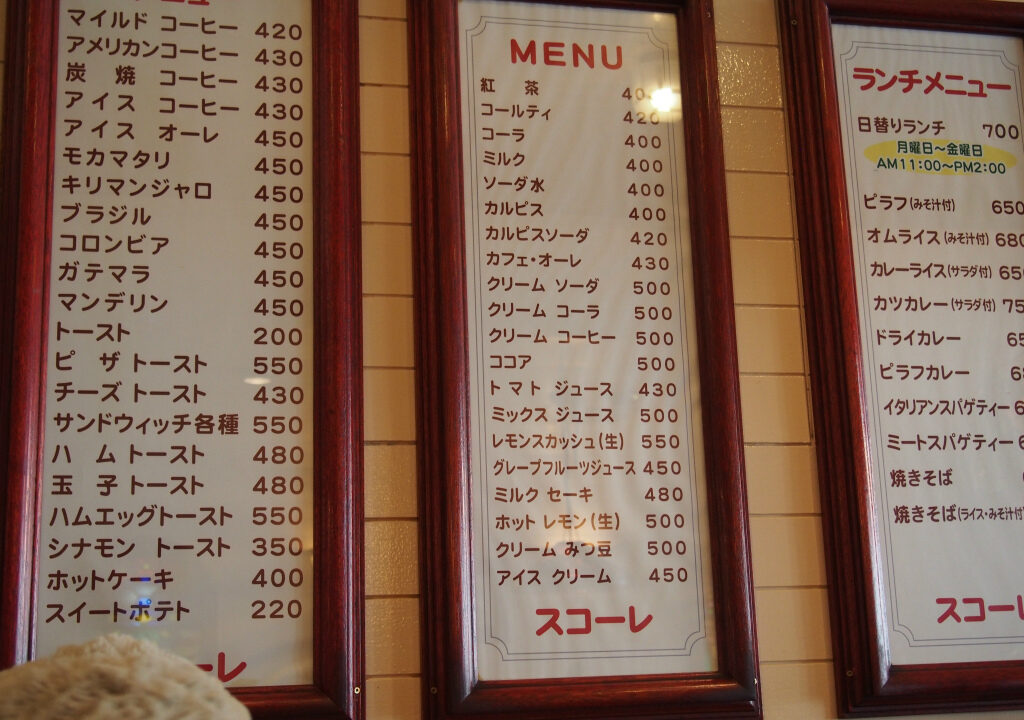 マイルド コーヒー 420
アメリカンコーヒー 430
炭 焼 コーヒー 430
アイス コーヒー 430
アイス オーレ 450
モカマタリ 450
キリマンジャロ 450
ブラジル 450
コロンビア 450
ガテマラ 450
マンデリン 450
トースト 200
ピ ザ トースト 550
チーズ トースト 430
サンドウィッチ各種 550
ハ ム トースト 480
玉 子 トースト 480
ハムエッグトースト 550
シナモン トースト 350
ホットケーキ 400
スイートポテト 220
ーレ
MENU
紅 茶
コールティ 420
コーラ 400
ミルク 400
ソーダ水 400
カルピス 400
カルピスソーダ 420
カフェ・オーレ 430
クリーム ソーダ 500
クリーム コーラ 500
クリーム コーヒー 500
ココア 500
トマト ジュース 430
ミックス ジュース 500
レモンスカッシュ(生) 550
グレープフルーツジュース 450
ミルク セーキ 480
ホット レモン(生) 500
クリーム みつ豆 500
アイス クリーム 450
スコーレ
ランチメニュー
日替りランチ 700
月曜日〜金曜日
AM11:00〜PM2:00
ピラフ(みそ汁付) 650
オムライス(みそ汁付) 680
カレーライス(サラダ付)
カツカレー(サラダ付)
ドライカレー
ピラフカレー
イタリアンスパゲティー
ミートスパゲティー
焼きそば
焼きそば(ライス・みそ汁付)
スコー